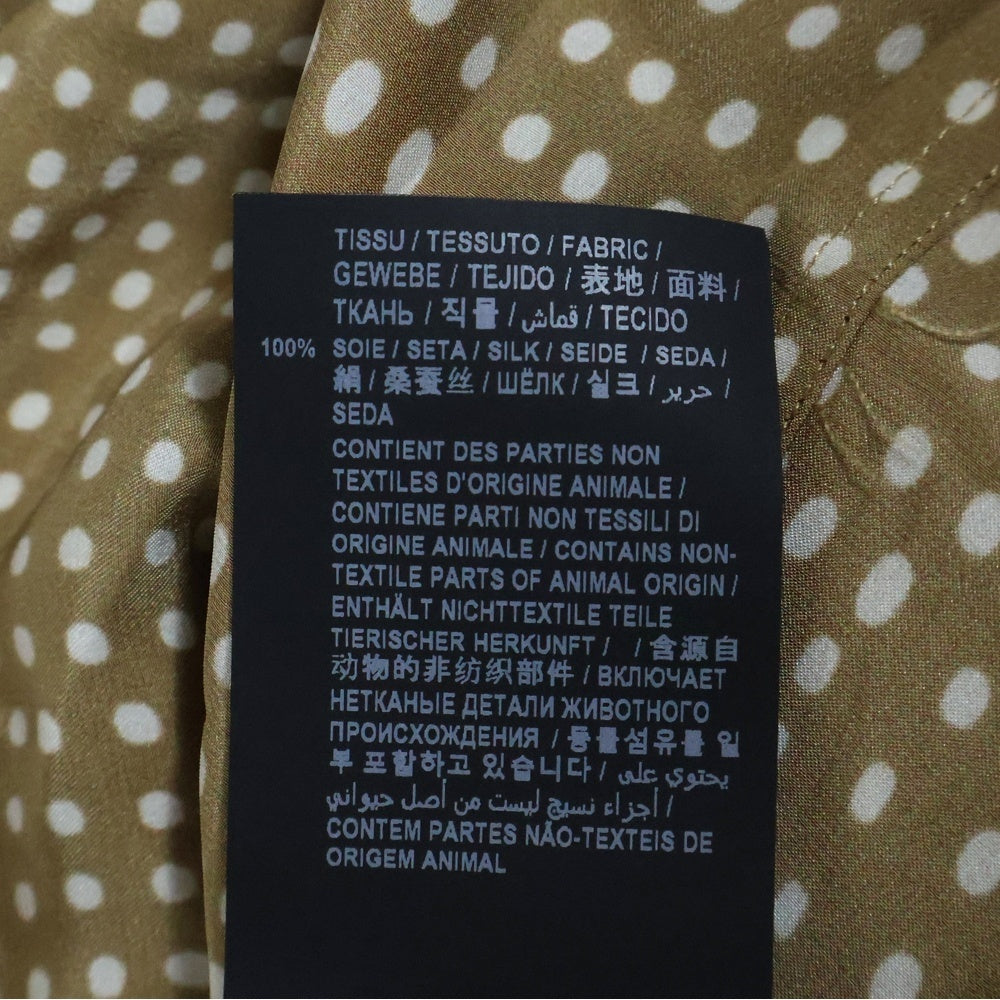 TISSU / TESSUTO / FABRIC /
GEWEBE / TEJIDO / 表地 / 面料 /
ТКАНЬ / 직물 / قماش / TECIDO
100% SOIE / SETA / SILK / SEIDE / SEDA /
絹 / 桑蚕丝 / ШЁЛК / 실크 / حرير /
SEDA
CONTIENT DES PARTIES NON
TEXTILES D'ORIGINE ANIMALE /
CONTIENE PARTI NON TESSILI DI
ORIGINE ANIMALE / CONTAINS NON-
TEXTILE PARTS OF ANIMAL ORIGIN /
ENTHÄLT NICHTTEXTILE TEILE
TIERISCHER HERKUNFT / / 含源自
动物的非纺织部件 / ВКЛЮЧАЕТ
НЕТКАНЫЕ ДЕТАЛИ ЖИВОТНОГО
ПРОИСХОЖДЕНИЯ / 동물섬유를 일
부 포함하고 있습니다 / يحتوي على
أجزاء نسيج ليست من أصل حيواني /
CONTEM PARTES NÃO-TEXTEIS DE
ORIGEM ANIMAL